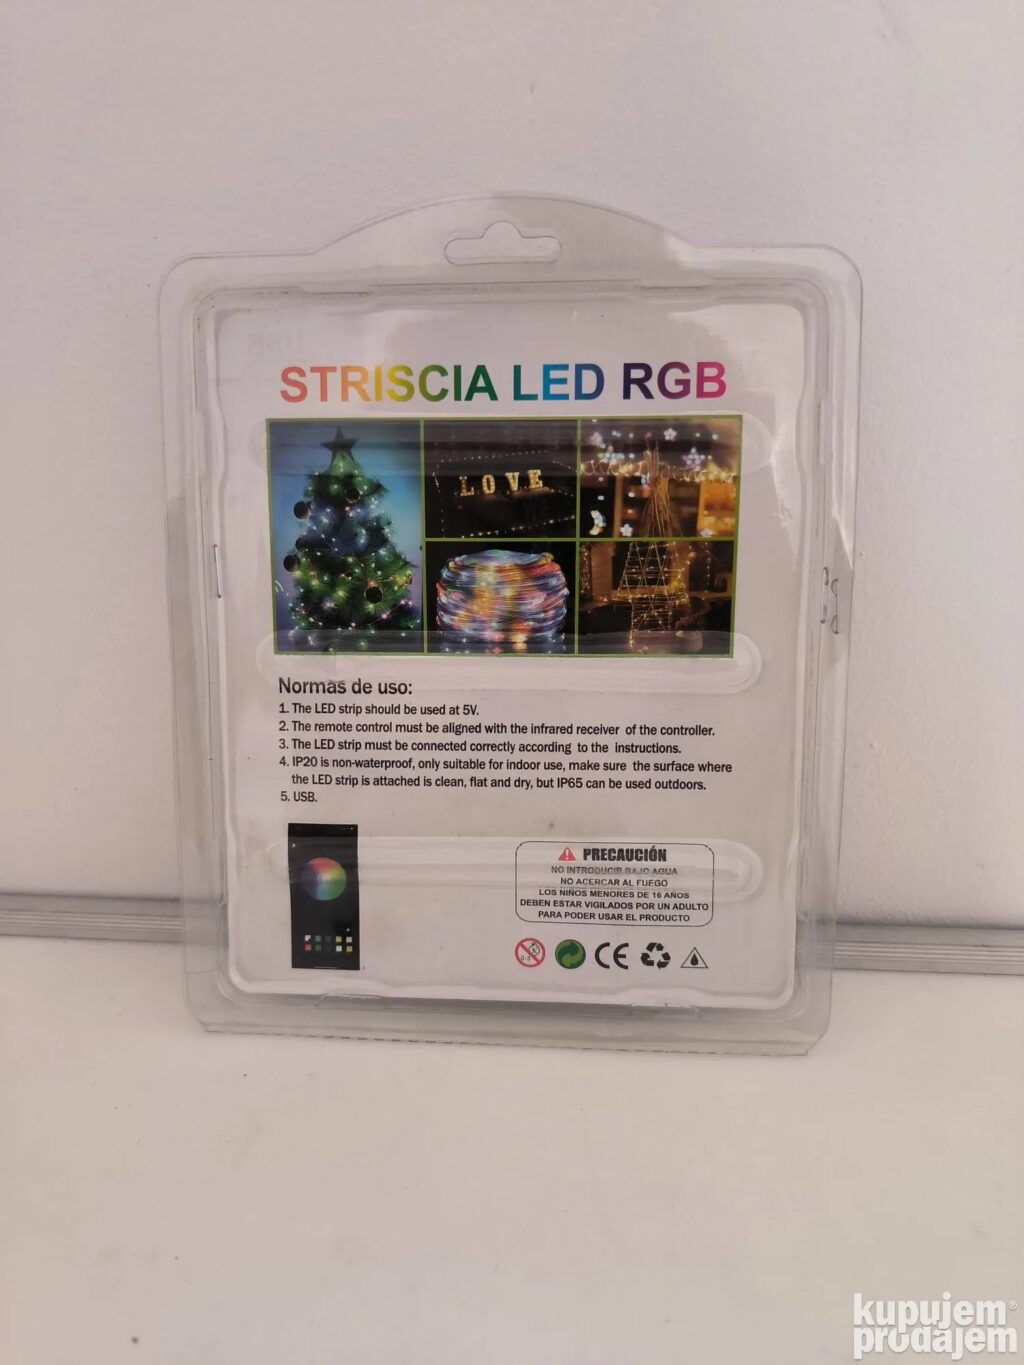 STRISCIA LED RGB
LOVE
Normas de uso:
1. The LED strip should be used at 5V.
2. The remote control must be aligned with the infrared receiver of the controller.
3. The LED strip must be connected correctly according to the instructions.
4. IP20 is non-waterproof, only suitable for indoor use, make sure the surface where
the LED strip is attached is clean, flat and dry, but IP65 can be used outdoors.
5. USB.
PRECAUCIÓN
NO INTRODUCIR BAJO AGUA
NO ACERCAR AL FUEGO
LOS NIÑOS MENORES DE 16 AÑOS
DEBEN ESTAR VIGILADOS POR UN ADULTO
PARA PODER USAR EL PRODUCTO
0-3
CE
kupujem®
prodajem